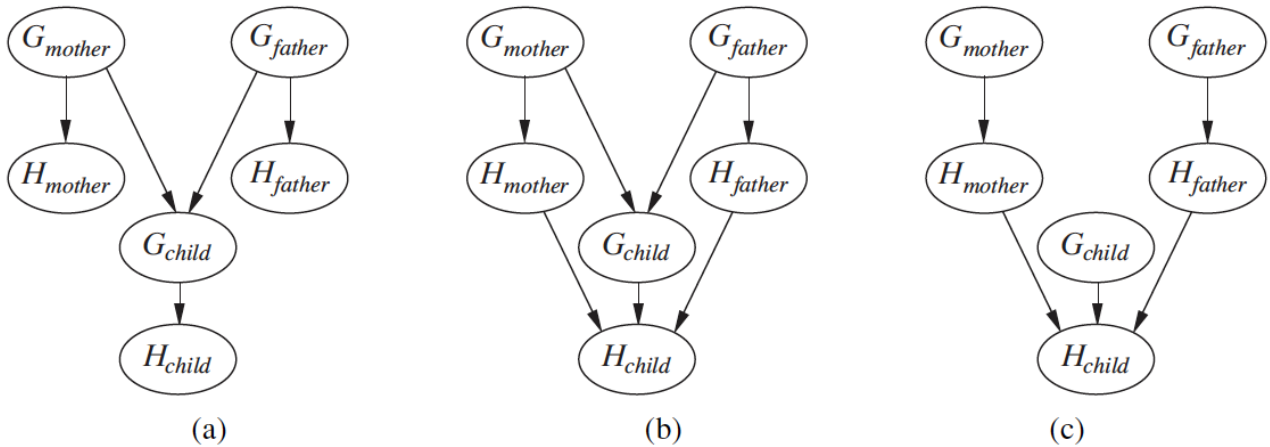 G_mother G_father G_mother G_father G_mother G_father
H_mother H_father H_mother H_father H_mother H_father
G_child G_child G_child
H_child H_child H_child
(a) (b) (c)